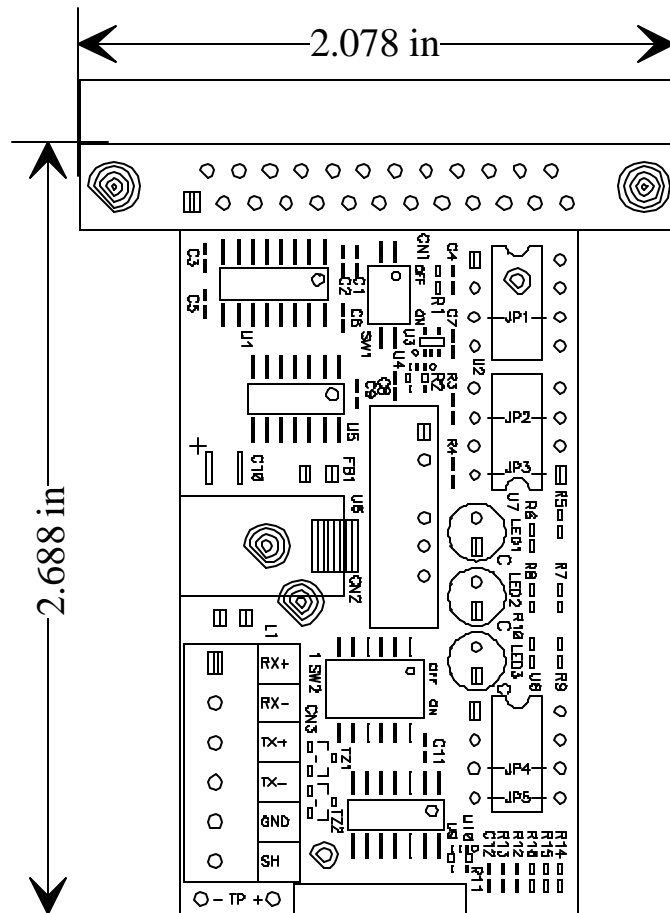 2.078 in
2.688 in
C3
C5
U1
C2
C1
C6
CN1
OFF
ON
SW1
R1
C4
C7
U3
U4
R2
R3
U2
JP1
JP2
JP3
C8
C9
U5
R4
+
C10
FB1
U6
CN2
U7
R6
R5
LED1
C
R8
R7
LED2
C
R10
LED3
U8
R9
L1
1
SW2
OFF
ON
RX+
RX-
TX+
TX-
GND
SH
CN3
TZ1
TZ2
C11
JP4
JP5
U9
U10
R11
C12
R13
R12
R16
R15
R14
- TP +